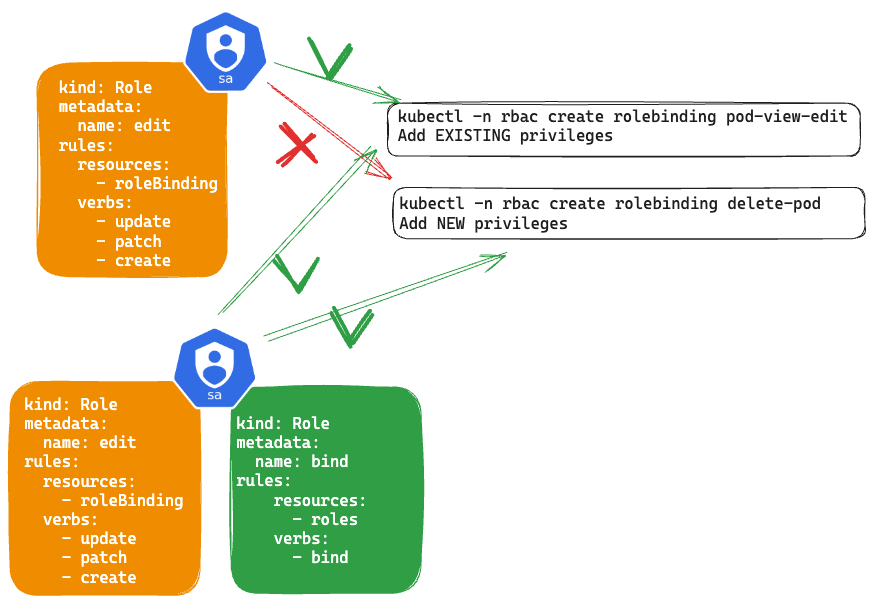 sa
kind: Role
metadata:
  name: edit
rules:
  resources:
    - roleBinding
  verbs:
    - update
    - patch
    - create
kubectl -n rbac create rolebinding pod-view-edit
Add EXISTING privileges
kubectl -n rbac create rolebinding delete-pod
Add NEW privileges
sa
kind: Role
metadata:
  name: edit
rules:
  resources:
    - roleBinding
  verbs:
    - update
    - patch
    - create
kind: Role
metadata:
  name: bind
rules:
    resources:
      - roles
    verbs:
      - bind